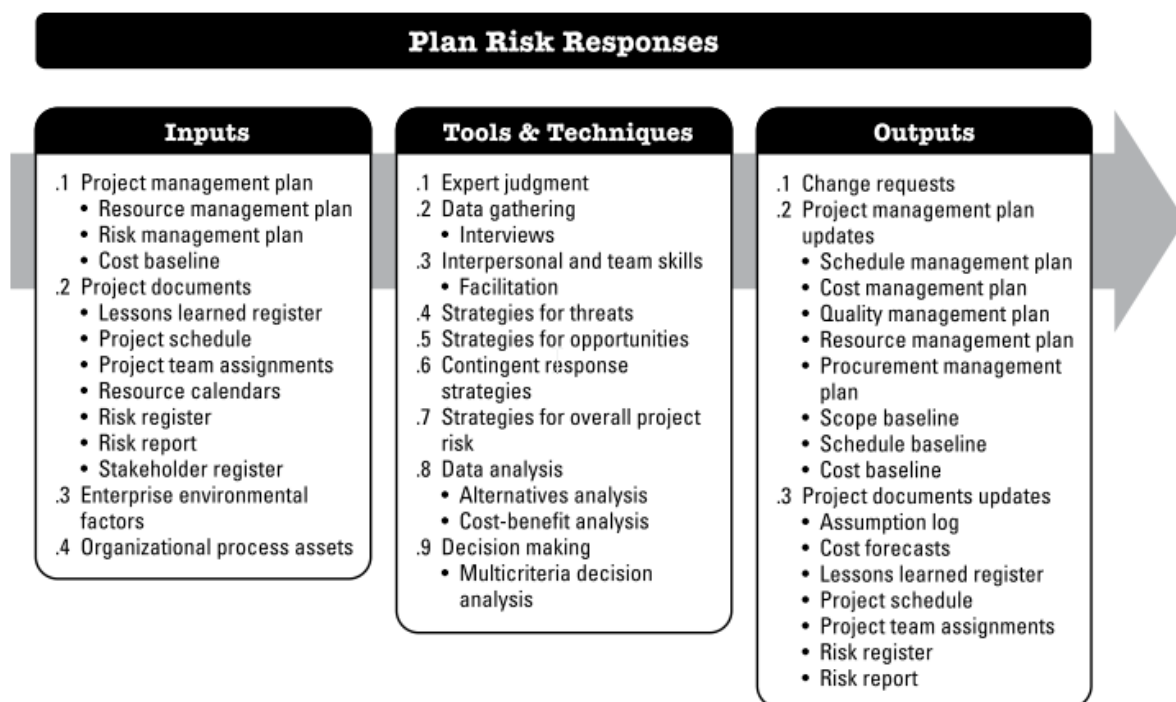 Plan Risk Responses
Inputs
.1 Project management plan
• Resource management plan
• Risk management plan
• Cost baseline
.2 Project documents
• Lessons learned register
• Project schedule
• Project team assignments
• Resource calendars
• Risk register
• Risk report
• Stakeholder register
.3 Enterprise environmental
factors
.4 Organizational process assets
Tools & Techniques
.1 Expert judgment
.2 Data gathering
• Interviews
.3 Interpersonal and team skills
• Facilitation
.4 Strategies for threats
.5 Strategies for opportunities
.6 Contingent response
strategies
.7 Strategies for overall project
risk
.8 Data analysis
• Alternatives analysis
• Cost-benefit analysis
.9 Decision making
• Multicriteria decision
analysis
Outputs
.1 Change requests
.2 Project management plan
updates
• Schedule management plan
• Cost management plan
• Quality management plan
• Resource management plan
• Procurement management
plan
• Scope baseline
• Schedule baseline
• Cost baseline
.3 Project documents updates
• Assumption log
• Cost forecasts
• Lessons learned register
• Project schedule
• Project team assignments
• Risk register
• Risk report